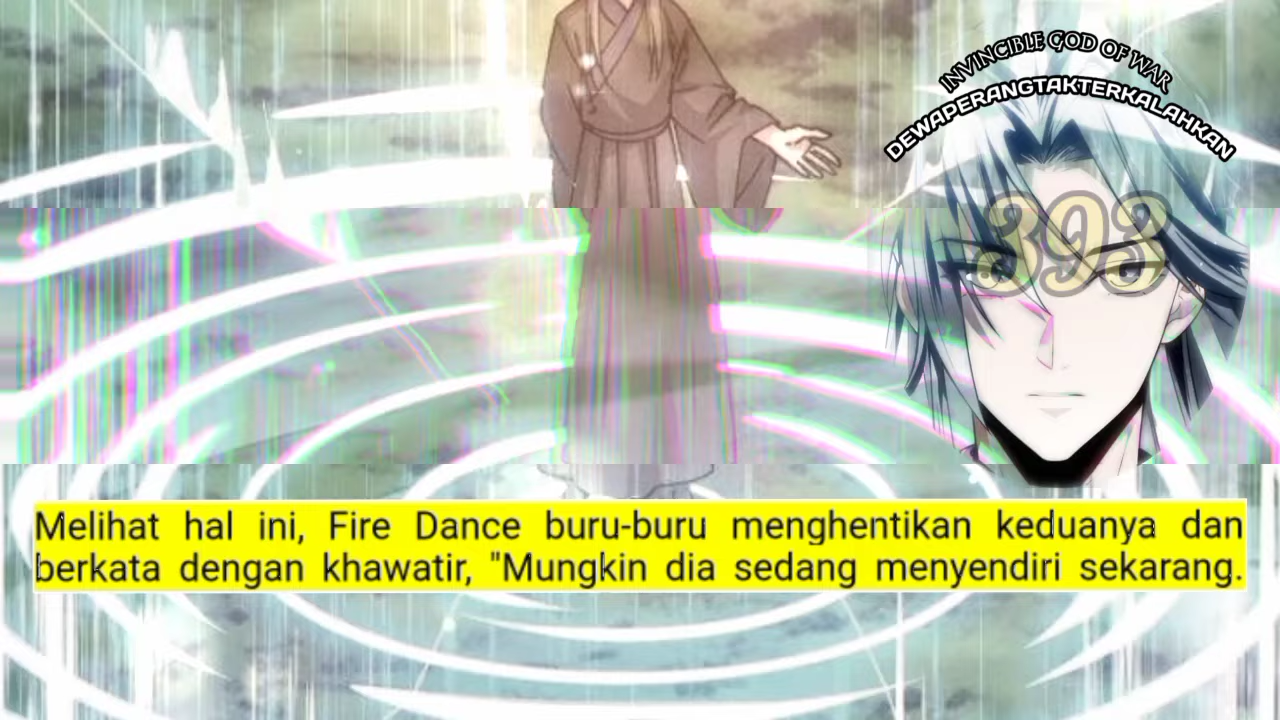 INVINCIBLE GOD OF WAR
DEWAPERANGTAKTERKALAHKAN
393
Melihat hal ini, Fire Dance buru-buru menghentikan keduanya dan
berkata dengan khawatir, "Mungkin dia sedang menyendiri sekarang.